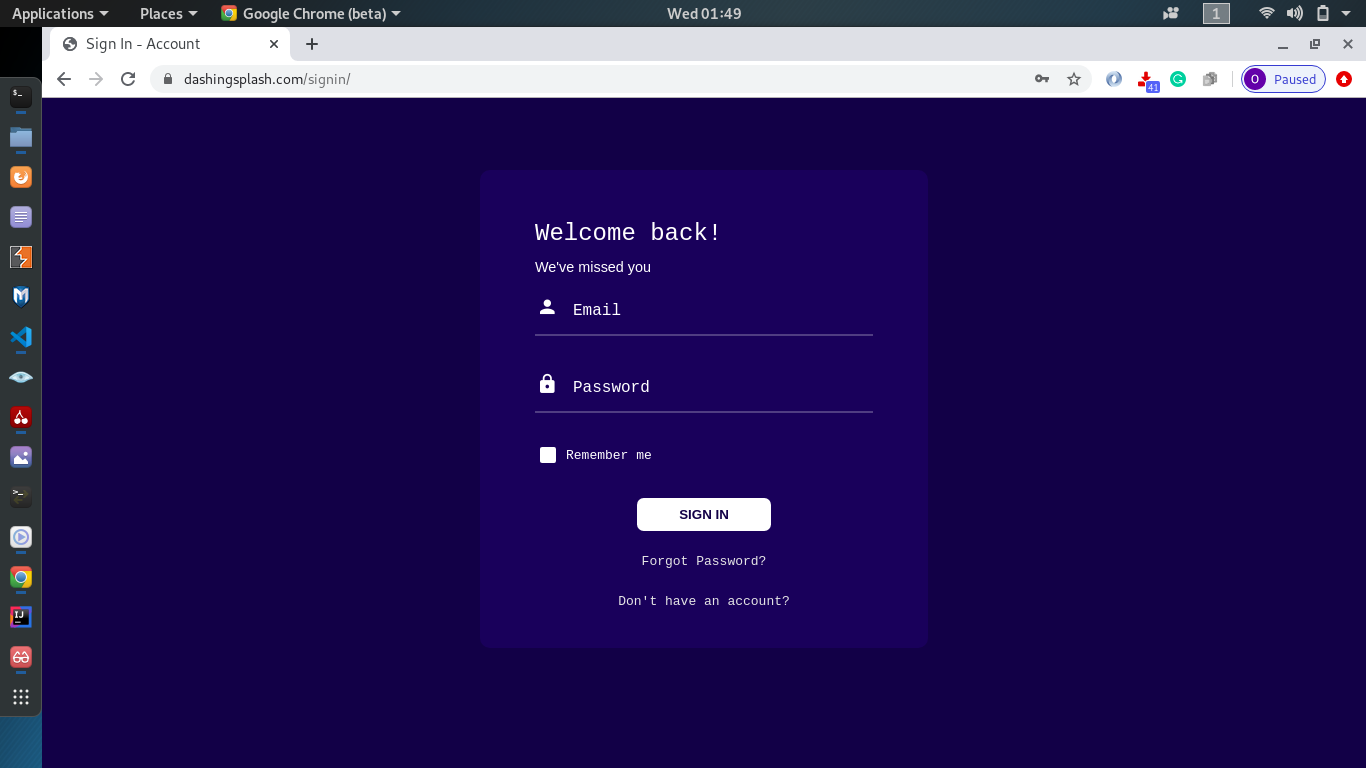 Applications Places Google Chrome (beta) Wed 01:49 1
Sign In - Account
dashingsplash.com/signin/ 41 G O Paused
$_
Welcome back!
We've missed you
Email
Password
Remember me
>_
SIGN IN
Forgot Password?
IJ
Don't have an account?